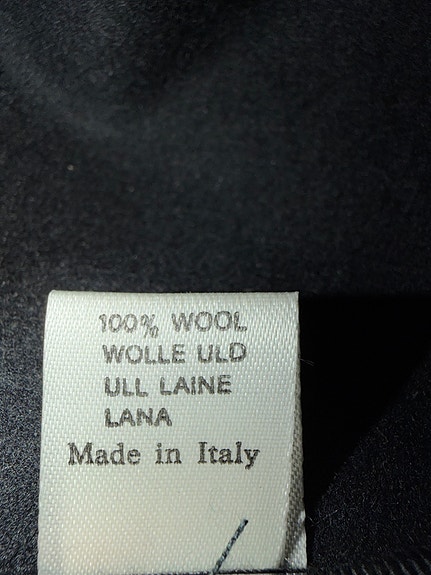 100% WOOL
WOLLE ULD
ULL LAINE
LANA
Made in Italy